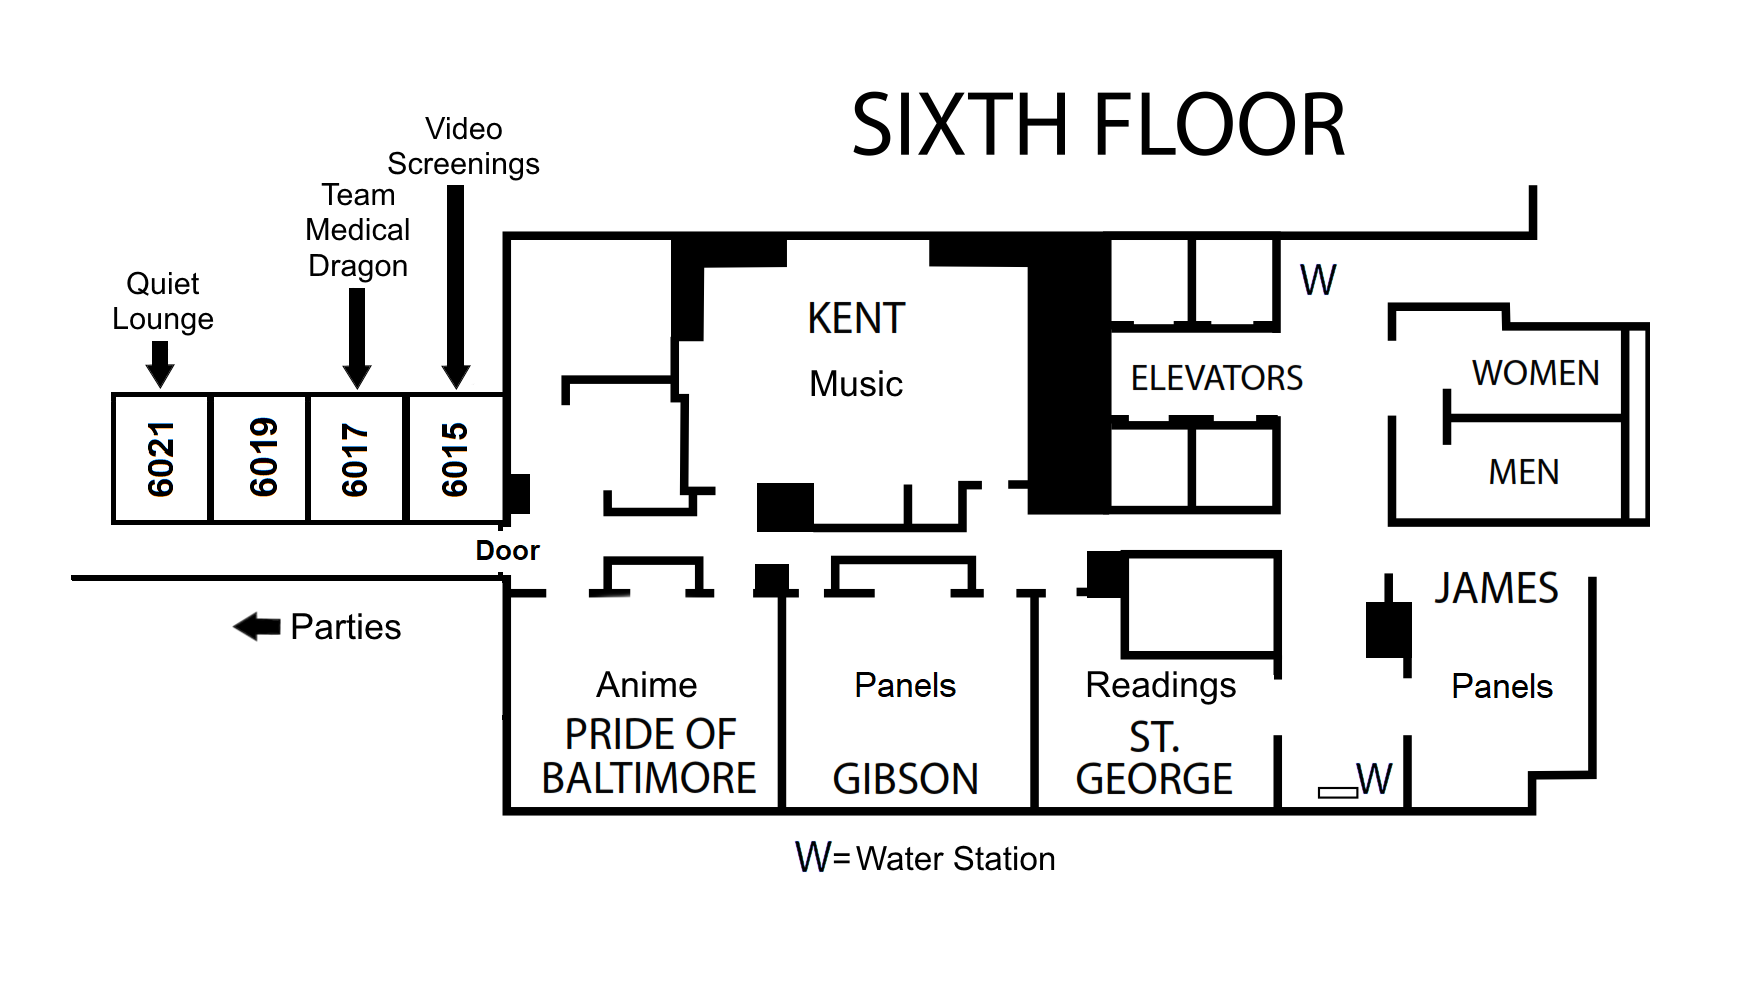 SIXTH FLOOR
Video
Screenings
Team
Medical
Dragon
Quiet
Lounge
6021
6019
6017
6015
Door
Parties
KENT
Music
ELEVATORS
W
WOMEN
MEN
JAMES
Panels
Anime
PRIDE OF
BALTIMORE
Panels
GIBSON
Readings
ST.
GEORGE
W
W= Water Station